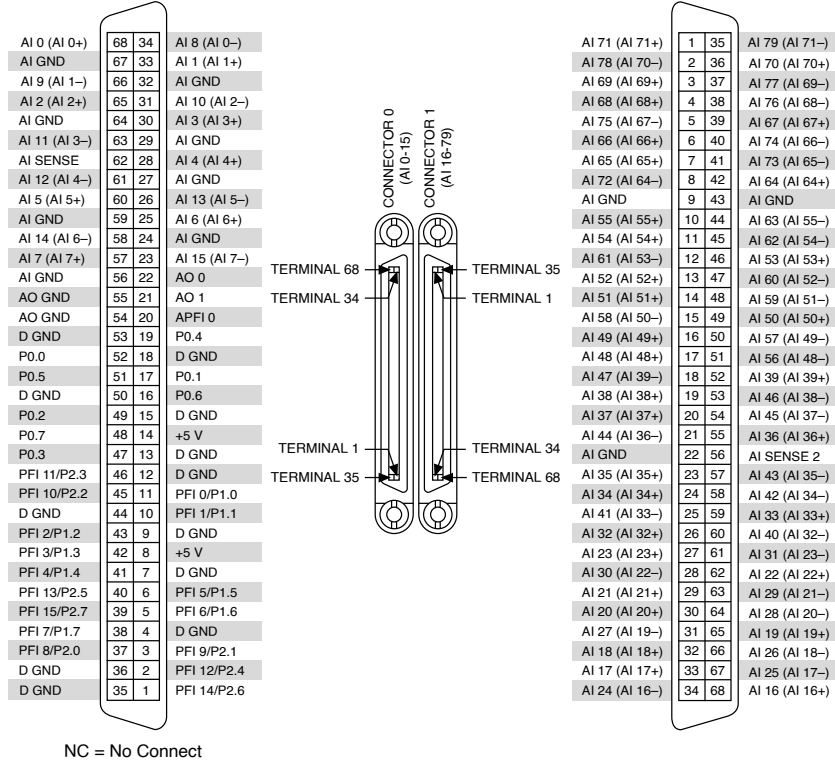 AI 0 (AI 0+) 68 34 AI 8 (AI 0–)
AI GND 67 33 AI 1 (AI 1+)
AI 9 (AI 1–) 66 32 AI GND
AI 2 (AI 2+) 65 31 AI 10 (AI 2–)
AI GND 64 30 AI 3 (AI 3+)
AI 11 (AI 3–) 63 29 AI GND
AI SENSE 62 28 AI 4 (AI 4+)
AI 12 (AI 4–) 61 27 AI GND
AI 5 (AI 5+) 60 26 AI 13 (AI 5–)
AI GND 59 25 AI 6 (AI 6+)
AI 14 (AI 6–) 58 24 AI GND
AI 7 (AI 7+) 57 23 AI 15 (AI 7–)
AI GND 56 22 AO 0
AO GND 55 21 AO 1
AO GND 54 20 APFI 0
D GND 53 19 P0.4
P0.0 52 18 D GND
P0.5 51 17 P0.1
D GND 50 16 P0.6
P0.2 49 15 D GND
P0.7 48 14 +5 V
P0.3 47 13 D GND
PFI 11/P2.3 46 12 D GND
PFI 10/P2.2 45 11 PFI 0/P1.0
D GND 44 10 PFI 1/P1.1
PFI 2/P1.2 43 9 D GND
PFI 3/P1.3 42 8 +5 V
PFI 4/P1.4 41 7 D GND
PFI 13/P2.5 40 6 PFI 5/P1.5
PFI 15/P2.7 39 5 PFI 6/P1.6
PFI 7/P1.7 38 4 D GND
PFI 8/P2.0 37 3 PFI 9/P2.1
D GND 36 2 PFI 12/P2.4
D GND 35 1 PFI 14/P2.6
NC = No Connect
CONNECTOR 0
(AI 0-15)
CONNECTOR 1
(AI 16-79)
TERMINAL 68
TERMINAL 34
TERMINAL 35
TERMINAL 1
TERMINAL 1
TERMINAL 35
TERMINAL 34
TERMINAL 68
AI 71 (AI 71+) 1 35 AI 79 (AI 71–)
AI 78 (AI 70–) 2 36 AI 70 (AI 70+)
AI 69 (AI 69+) 3 37 AI 77 (AI 69–)
AI 68 (AI 68+) 4 38 AI 76 (AI 68–)
AI 75 (AI 67–) 5 39 AI 67 (AI 67+)
AI 66 (AI 66+) 6 40 AI 74 (AI 66–)
AI 65 (AI 65+) 7 41 AI 73 (AI 65–)
AI 72 (AI 64–) 8 42 AI 64 (AI 64+)
AI GND 9 43 AI GND
AI 55 (AI 55+) 10 44 AI 63 (AI 55–)
AI 54 (AI 54+) 11 45 AI 62 (AI 54–)
AI 61 (AI 53–) 12 46 AI 53 (AI 53+)
AI 52 (AI 52+) 13 47 AI 60 (AI 52–)
AI 51 (AI 51+) 14 48 AI 59 (AI 51–)
AI 58 (AI 50–) 15 49 AI 50 (AI 50+)
AI 49 (AI 49+) 16 50 AI 57 (AI 49–)
AI 48 (AI 48+) 17 51 AI 56 (AI 48–)
AI 47 (AI 39–) 18 52 AI 39 (AI 39+)
AI 38 (AI 38+) 19 53 AI 46 (AI 38–)
AI 37 (AI 37+) 20 54 AI 45 (AI 37–)
AI 44 (AI 36–) 21 55 AI 36 (AI 36+)
AI GND 22 56 AI SENSE 2
AI 35 (AI 35+) 23 57 AI 43 (AI 35–)
AI 34 (AI 34+) 24 58 AI 42 (AI 34–)
AI 41 (AI 33–) 25 59 AI 33 (AI 33+)
AI 32 (AI 32+) 26 60 AI 40 (AI 32–)
AI 23 (AI 23+) 27 61 AI 31 (AI 23–)
AI 30 (AI 22–) 28 62 AI 22 (AI 22+)
AI 21 (AI 21+) 29 63 AI 29 (AI 21–)
AI 20 (AI 20+) 30 64 AI 28 (AI 20–)
AI 27 (AI 19–) 31 65 AI 19 (AI 19+)
AI 18 (AI 18+) 32 66 AI 26 (AI 18–)
AI 17 (AI 17+) 33 67 AI 25 (AI 17–)
AI 24 (AI 16–) 34 68 AI 16 (AI 16+)